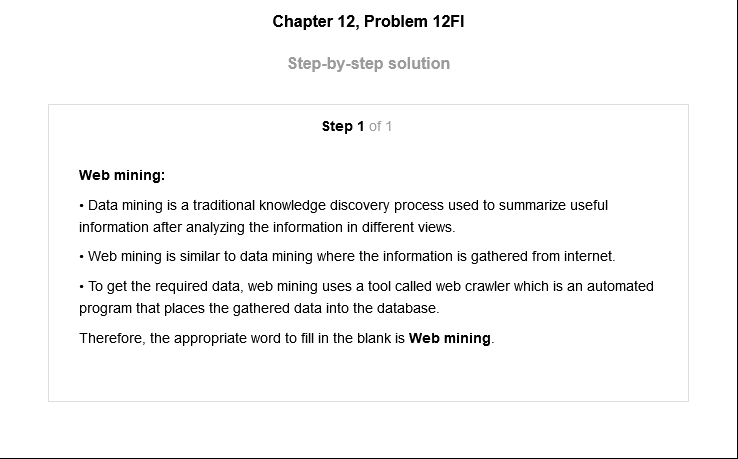 Chapter 12, Problem 12FI
Step-by-step solution
Step 1 of 1
Web mining:
• Data mining is a traditional knowledge discovery process used to summarize useful
information after analyzing the information in different views.
• Web mining is similar to data mining where the information is gathered from internet.
• To get the required data, web mining uses a tool called web crawler which is an automated
program that places the gathered data into the database.
Therefore, the appropriate word to fill in the blank is Web mining.